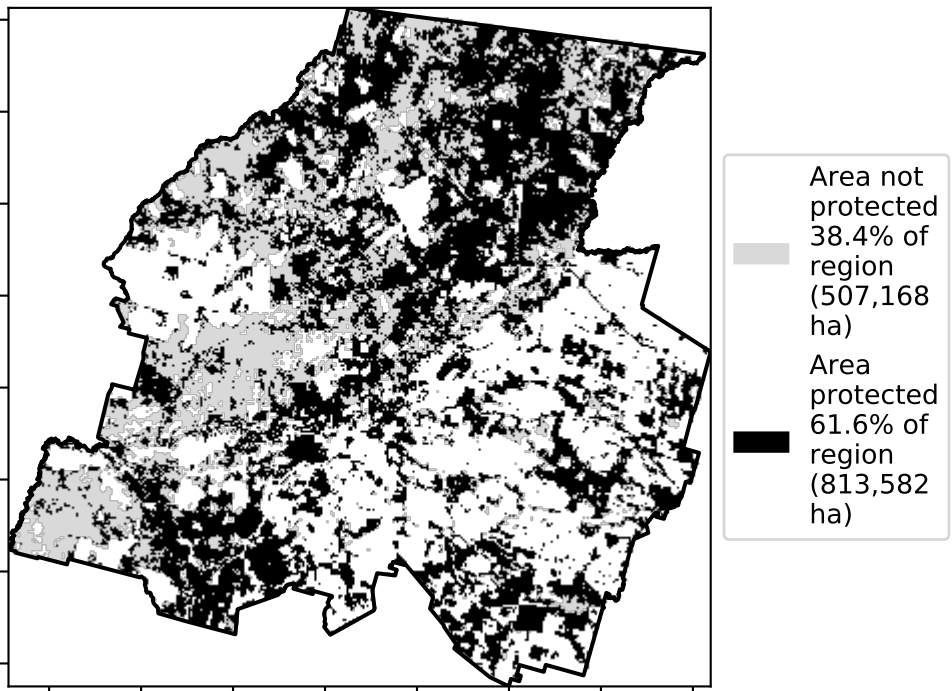 Area not
protected
38.4% of
region
(507,168
ha)
Area
protected
61.6% of
region
(813,582
ha)